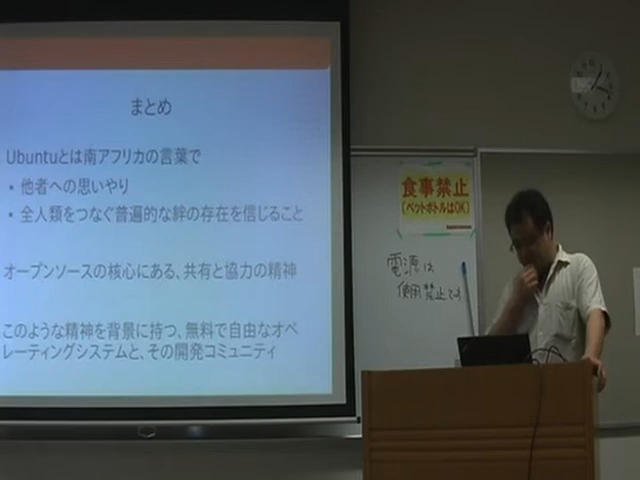 まとめ
Ubuntuとは南アフリカの言葉で
• 他者への思いやり
• 全人類をつなぐ普遍的な絆の存在を信じること
オープンソースの核心にある、共有と協力の精神
このような精神を背景に持つ、無料で自由なオペ
レーティングシステムと、その開発コミュニティ
食事禁止
(ペットボトルはOK)
電源は
使用禁止です